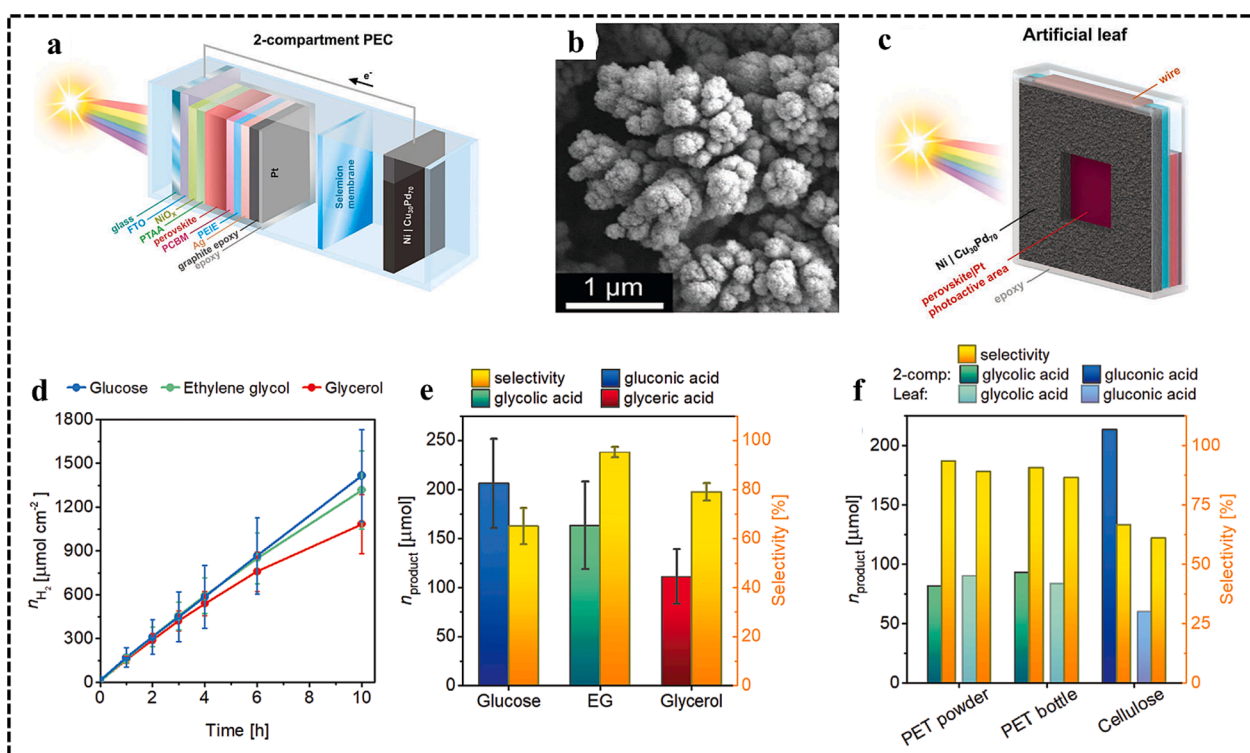 a
2-compartment PEC
e⁻
glass
FTO
NiOₓ
PTAA
perovskite
PCBM
PEIE
Ag
graphite epoxy
epoxy
Pt
Selemion
membrane
Ni | Cu₃₀Pd₇₀
b
1 µm
c
Artificial leaf
wire
Ni | Cu₃₀Pd₇₀
perovskite|Pt
photoactive area
epoxy
d
Glucose Ethylene glycol Glycerol
n_H₂ [µmol cm⁻²]
1800
1500
1200
900
600
300
0
0 1 2 3 4 6 8 10
Time [h]
e
selectivity gluconic acid
glycolic acid glyceric acid
n_product [µmol]
250
200
150
100
50
0
Selectivity [%]
100
80
60
40
20
0
Glucose EG Glycerol
f
selectivity
2-comp: glycolic acid gluconic acid
Leaf: glycolic acid gluconic acid
n_product [µmol]
200
150
100
50
0
Selectivity [%]
100
75
50
25
0
PET powder PET bottle Cellulose